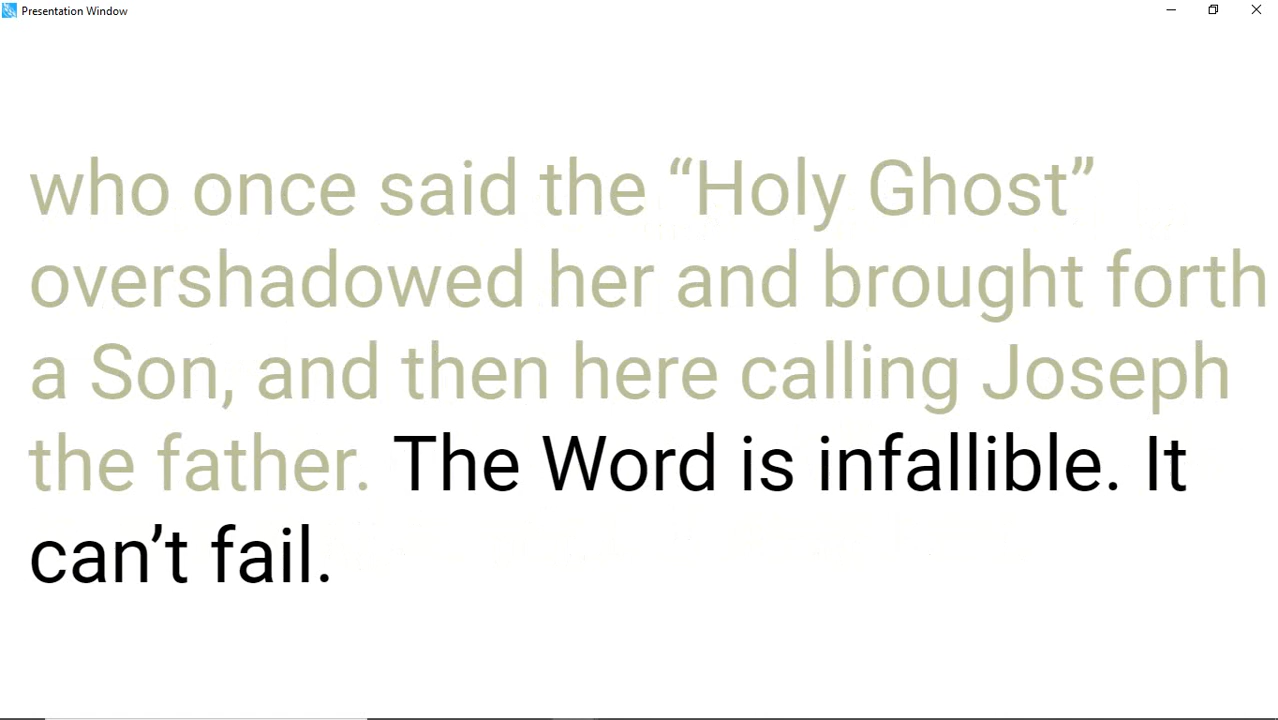 Presentation Window
who once said the “Holy Ghost”
overshadowed her and brought forth
a Son, and then here calling Joseph
the father. The Word is infallible. It
can’t fail.